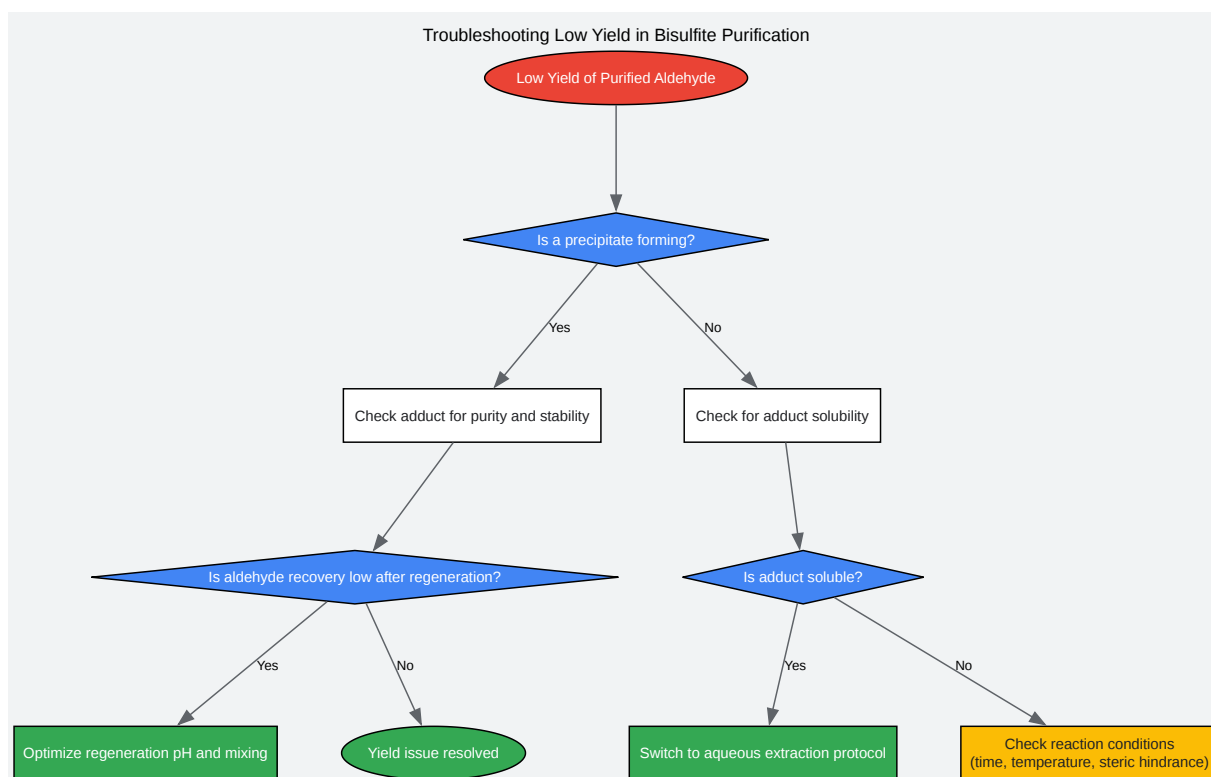 Troubleshooting Low Yield in Bisulfite Purification
Low Yield of Purified Aldehyde
Is a precipitate forming?
Yes
No
Check adduct for purity and stability
Check for adduct solubility
Is aldehyde recovery low after regeneration?
Is adduct soluble?
Yes
No
Yes
No
Optimize regeneration pH and mixing
Yield issue resolved
Switch to aqueous extraction protocol
Check reaction conditions
(time, temperature, steric hindrance)